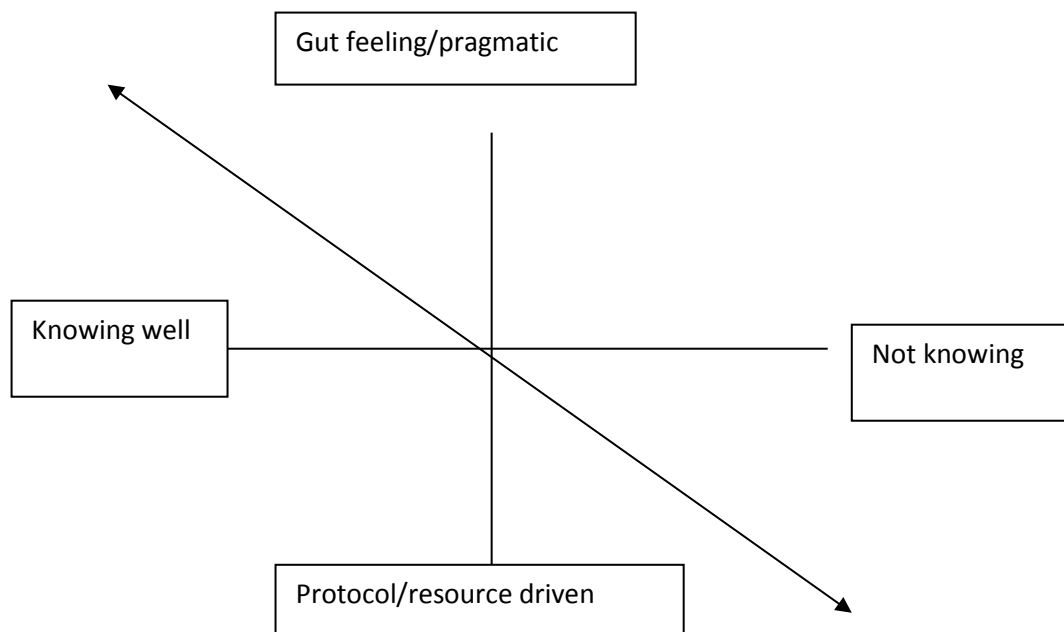 Gut feeling/pragmatic
Knowing well
Not knowing
Protocol/resource driven